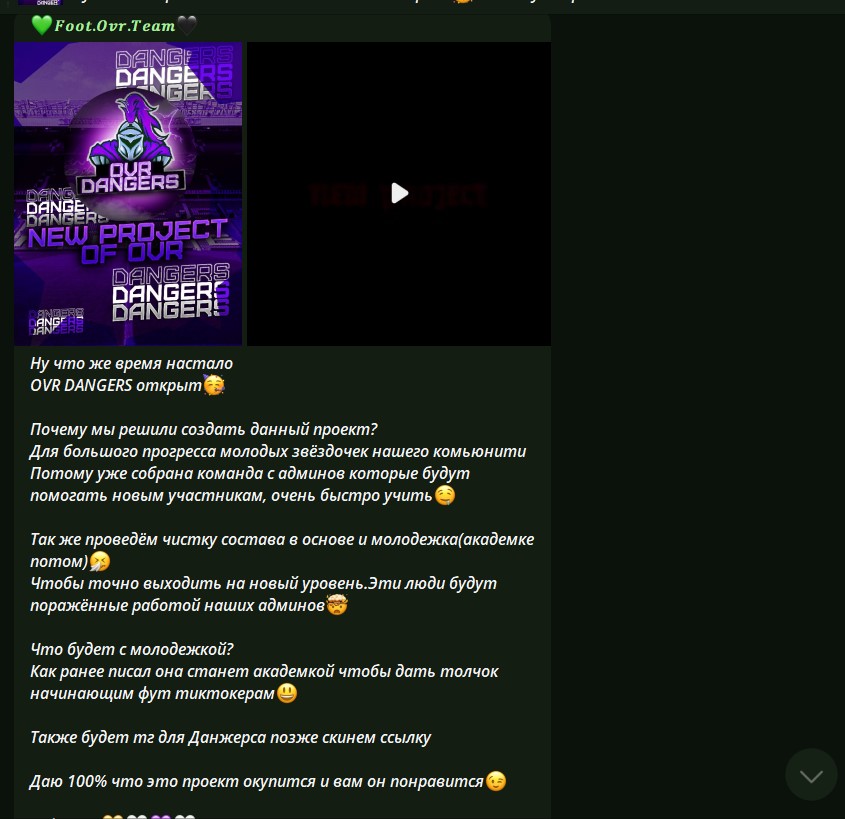 💚Foot.Ovr.Team🖤
DANGERS
DANGERS
DANGERS
OVR
DANGERS
DANGERS
DANGERS
NEW PROJECT
OF OVR
DANGERS
DANGERS
DANGERS
DANGERS
DANGERS
DANGERS
new project
Ну что же время настало
OVR DANGERS открыт🥳
Почему мы решили создать данный проект?
Для большого прогресса молодых звёздочек нашего комьюнити
Потому уже собрана команда с админов которые будут
помогать новым участникам, очень быстро учить☺️
Так же проведём чистку состава в основе и молодежка(академке
потом)🤧
Чтобы точно выходить на новый уровень.Эти люди будут
поражённые работой наших админов🤯
Что будет с молодежкой?
Как ранее писал она станет академкой чтобы дать толчок
начинающим фут тиктокерам😃
Также будет тг для Данжерса позже скинем ссылку
Даю 100% что это проект окупится и вам он понравится😉